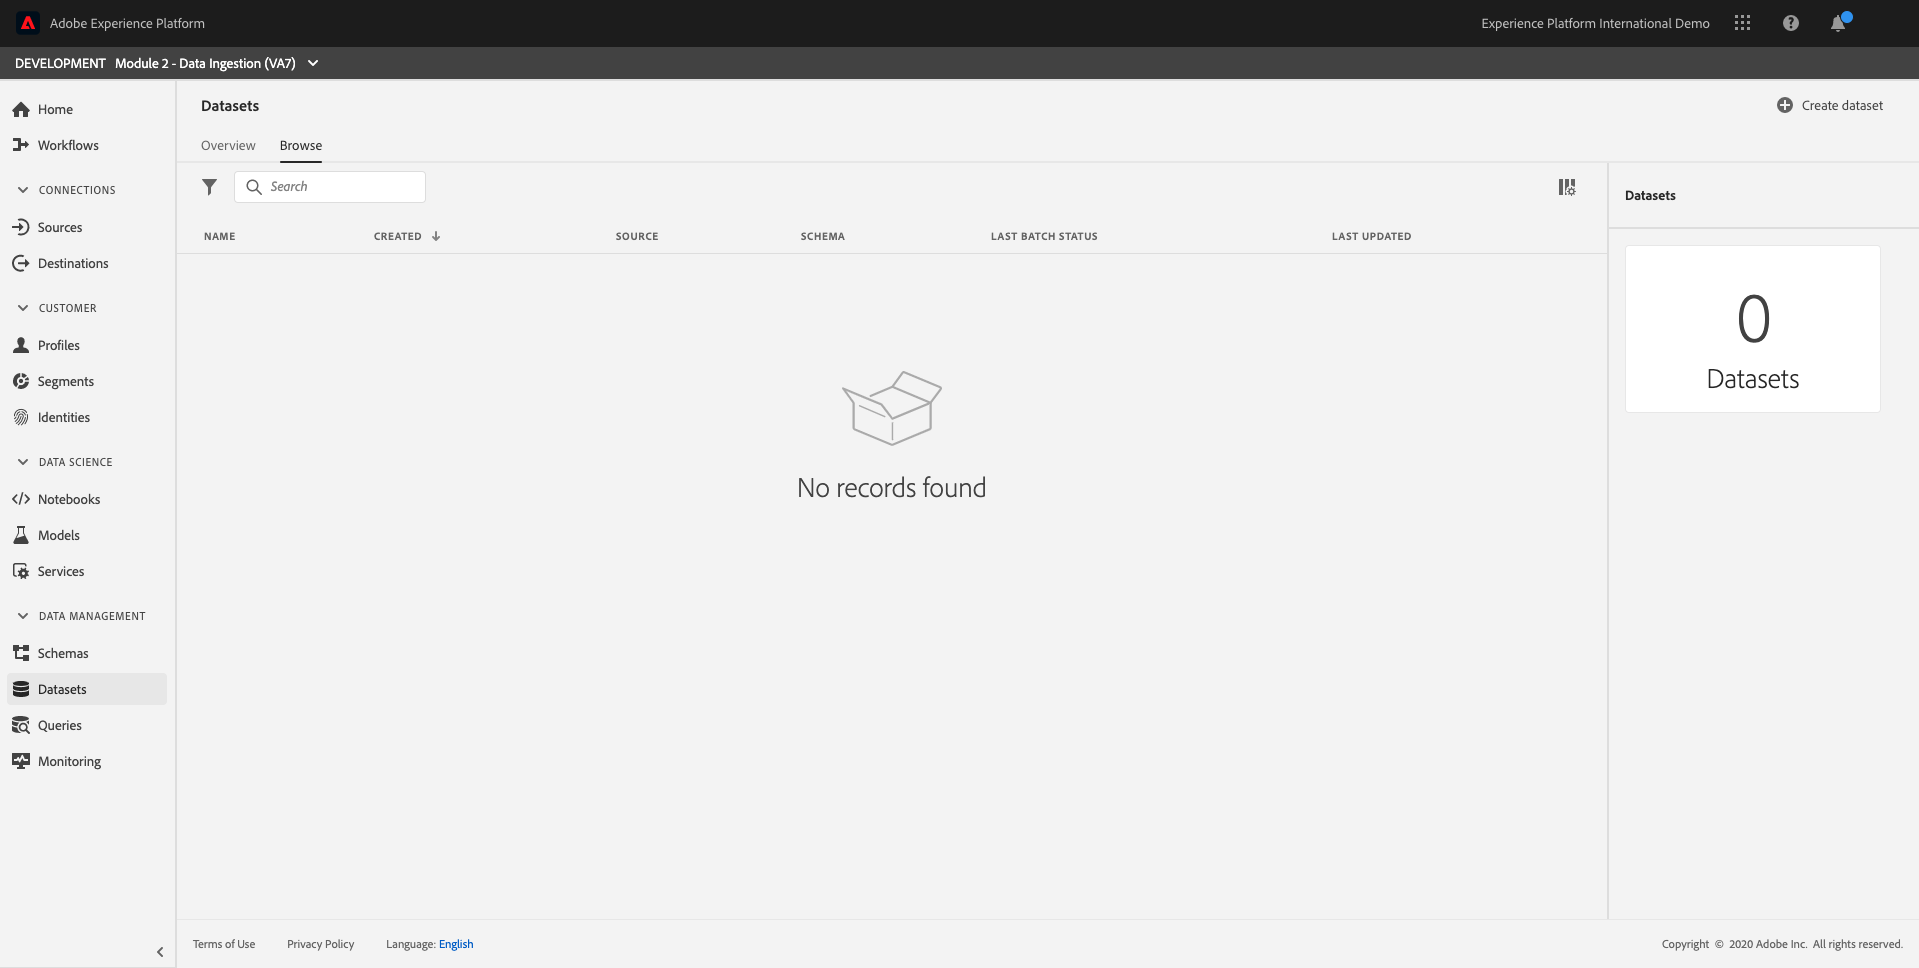 Adobe Experience Platform
Experience Platform International Demo
DEVELOPMENT Module 2 - Data Ingestion (VA7)
Home
Workflows
CONNECTIONS
Sources
Destinations
CUSTOMER
Profiles
Segments
Identities
DATA SCIENCE
Notebooks
Models
Services
DATA MANAGEMENT
Schemas
Datasets
Queries
Monitoring
Datasets
Create dataset
Overview Browse
Search
NAME CREATED SOURCE SCHEMA LAST BATCH STATUS LAST UPDATED
No records found
Datasets
0
Datasets
Terms of Use Privacy Policy Language: English
Copyright © 2020 Adobe Inc. All rights reserved.